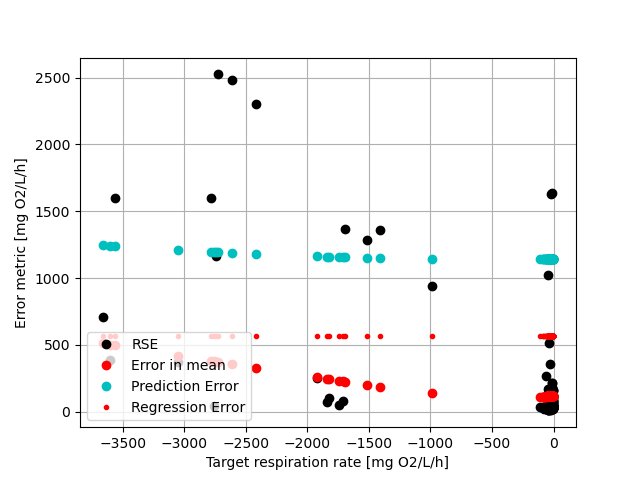 2500
2000
1500
1000
500
0
Error metric [mg O2/L/h]
RSE
Error in mean
Prediction Error
Regression Error
−3500 −3000 −2500 −2000 −1500 −1000 −500 0
Target respiration rate [mg O2/L/h]